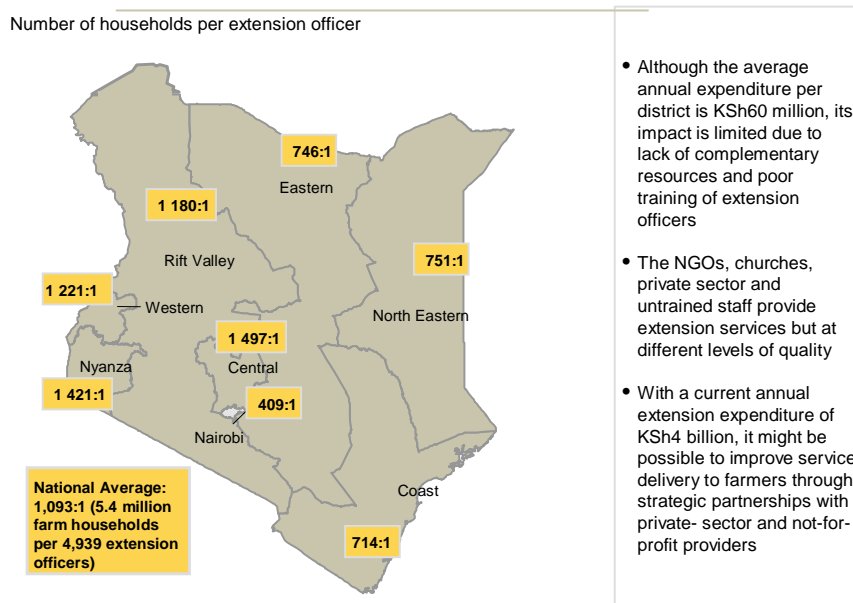 Number of households per extension officer
746:1
Eastern
1 180:1
Rift Valley
751:1
1 221:1
Western
North Eastern
1 497:1
Nyanza
Central
1 421:1
409:1
Nairobi
Coast
714:1
National Average:
1,093:1 (5.4 million
farm households
per 4,939 extension
officers)
• Although the average
annual expenditure per
district is KSh60 million, its
impact is limited due to
lack of complementary
resources and poor
training of extension
officers
• The NGOs, churches,
private sector and
untrained staff provide
extension services but at
different levels of quality
• With a current annual
extension expenditure of
KSh4 billion, it might be
possible to improve service
delivery to farmers through
strategic partnerships with
private- sector and not-for-
profit providers